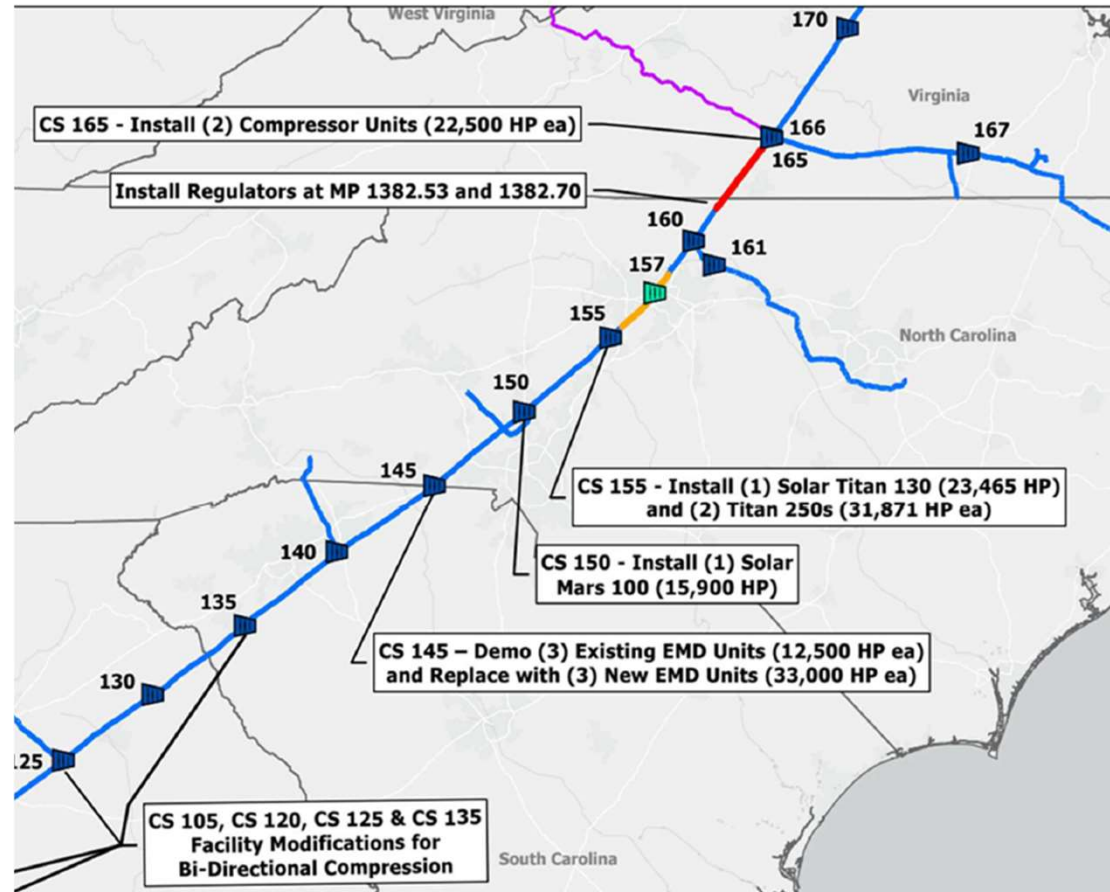 West Virginia
170
Virginia
CS 165 - Install (2) Compressor Units (22,500 HP ea)
166
167
165
Install Regulators at MP 1382.53 and 1382.70
160
161
157
155
North Carolina
150
145
CS 155 - Install (1) Solar Titan 130 (23,465 HP)
and (2) Titan 250s (31,871 HP ea)
140
CS 150 - Install (1) Solar
Mars 100 (15,900 HP)
135
CS 145 – Demo (3) Existing EMD Units (12,500 HP ea)
and Replace with (3) New EMD Units (33,000 HP ea)
130
125
CS 105, CS 120, CS 125 & CS 135
Facility Modifications for
Bi-Directional Compression
South Carolina